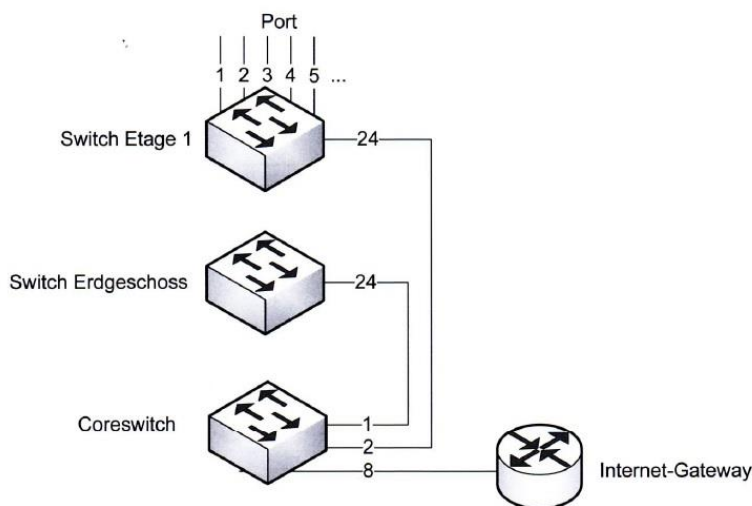 Port
1 2 3 4 5 ...
Switch Etage 1
24
Switch Erdgeschoss
24
Coreswitch
1
2
8
Internet-Gateway